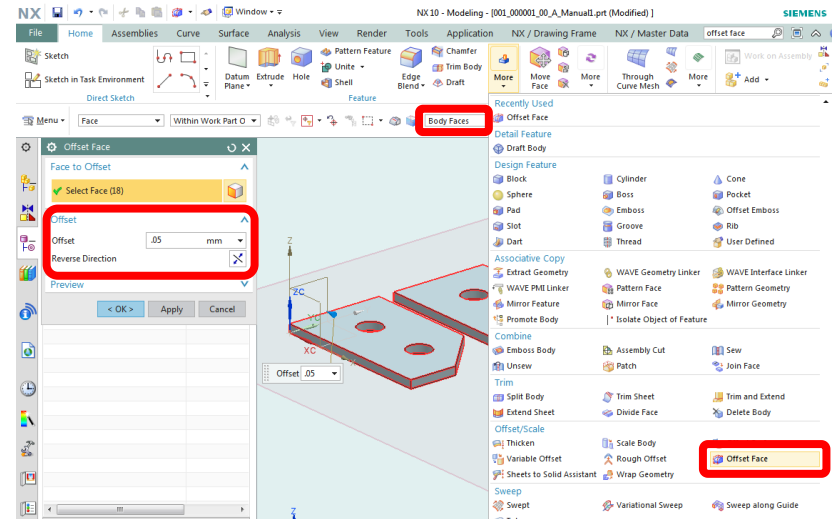 NX Window NX 10 - Modeling - [001_000001_00_A_Manual1.prt (Modified) ] SIEMENS
File Home Assemblies Curve Surface Analysis View Render Tools Application NX / Drawing Frame NX / Master Data offset face
Sketch
Sketch in Task Environment
Direct Sketch
Datum Plane
Extrude
Hole
Pattern Feature
Unite
Shell
Edge Blend
Chamfer
Trim Body
Draft
Feature
More
Move Face
More
Through Curve Mesh
More
Work on Assembly
Add
Menu Face Within Work Part O Body Faces
Offset Face
Face to Offset
Select Face (18)
Offset
Offset .05 mm
Reverse Direction
Preview
< OK > Apply Cancel
Z
ZC
YC
XC
Offset .05
Z
Recently Used
Offset Face
Detail Feature
Draft Body
Design Feature
Block Cylinder Cone
Sphere Boss Pocket
Pad Emboss Offset Emboss
Slot Groove Rib
Dart Thread User Defined
Associative Copy
Extract Geometry WAVE Geometry Linker WAVE Interface Linker
WAVE PMI Linker Pattern Face Pattern Geometry
Mirror Feature Mirror Face Mirror Geometry
Promote Body Isolate Object of Feature
Combine
Emboss Body Assembly Cut Sew
Unsew Patch Join Face
Trim
Split Body Trim Sheet Trim and Extend
Extend Sheet Divide Face Delete Body
Offset/Scale
Thicken Scale Body
Variable Offset Rough Offset Offset Face
Sheets to Solid Assistant Wrap Geometry
Sweep
Swept Variational Sweep Sweep along Guide